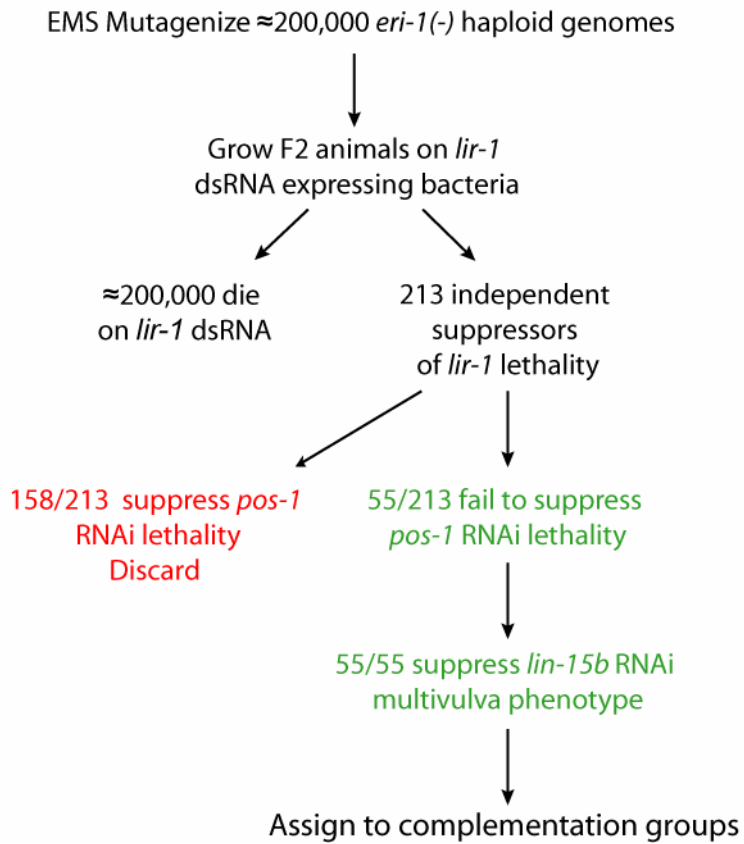 EMS Mutagenize ≈200,000 eri-1(-) haploid genomes
Grow F2 animals on lir-1
dsRNA expressing bacteria
≈200,000 die
on lir-1 dsRNA
213 independent
suppressors
of lir-1 lethality
158/213 suppress pos-1
RNAi lethality
Discard
55/213 fail to suppress
pos-1 RNAi lethality
55/55 suppress lin-15b RNAi
multivulva phenotype
Assign to complementation groups